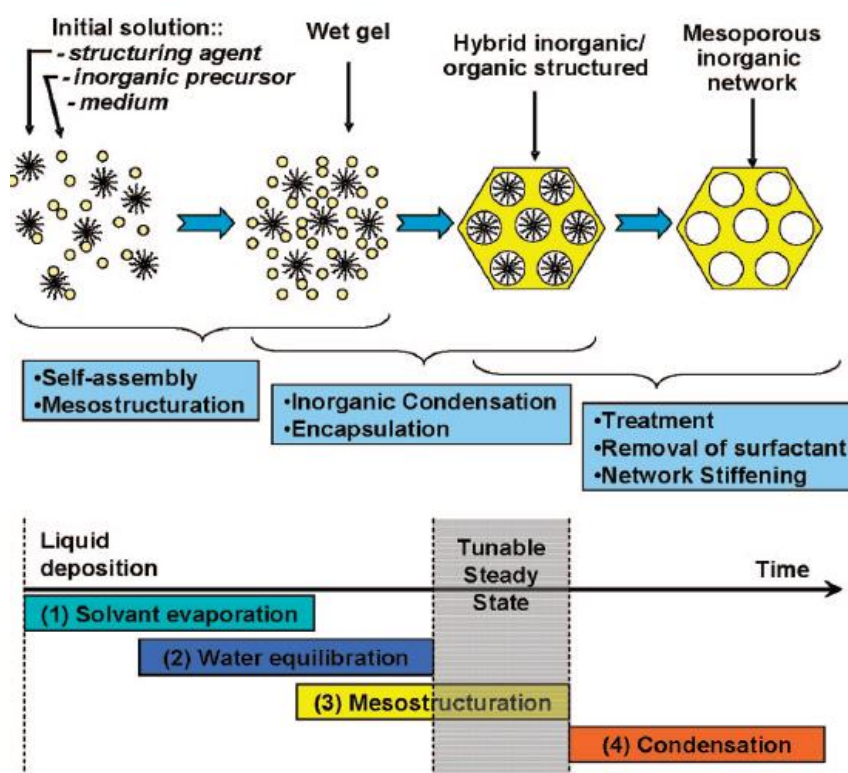 Initial solution::
- structuring agent
- inorganic precursor
- medium
Wet gel
Hybrid inorganic/
organic structured
Mesoporous
inorganic
network
•Self-assembly
•Mesostructuration
•Inorganic Condensation
•Encapsulation
•Treatment
•Removal of surfactant
•Network Stiffening
Liquid
deposition
Tunable
Steady
State
Time
(1) Solvant evaporation
(2) Water equilibration
(3) Mesostructuration
(4) Condensation